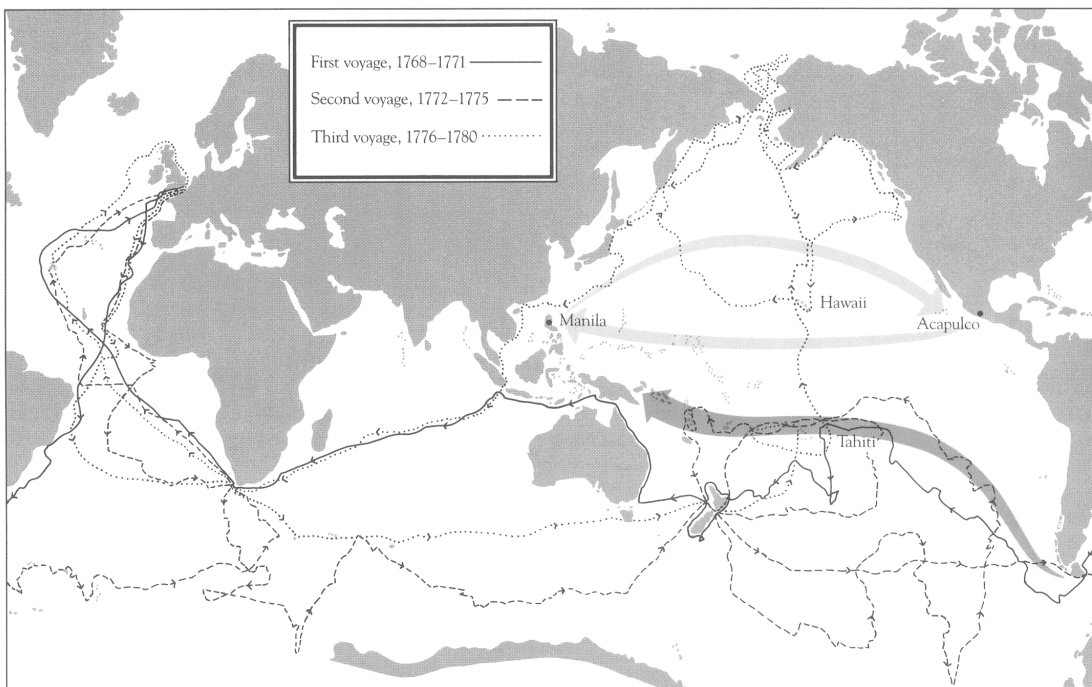 First voyage, 1768–1771
Second voyage, 1772–1775
Third voyage, 1776–1780
Hawaii
Manila
Acapulco
Tahiti